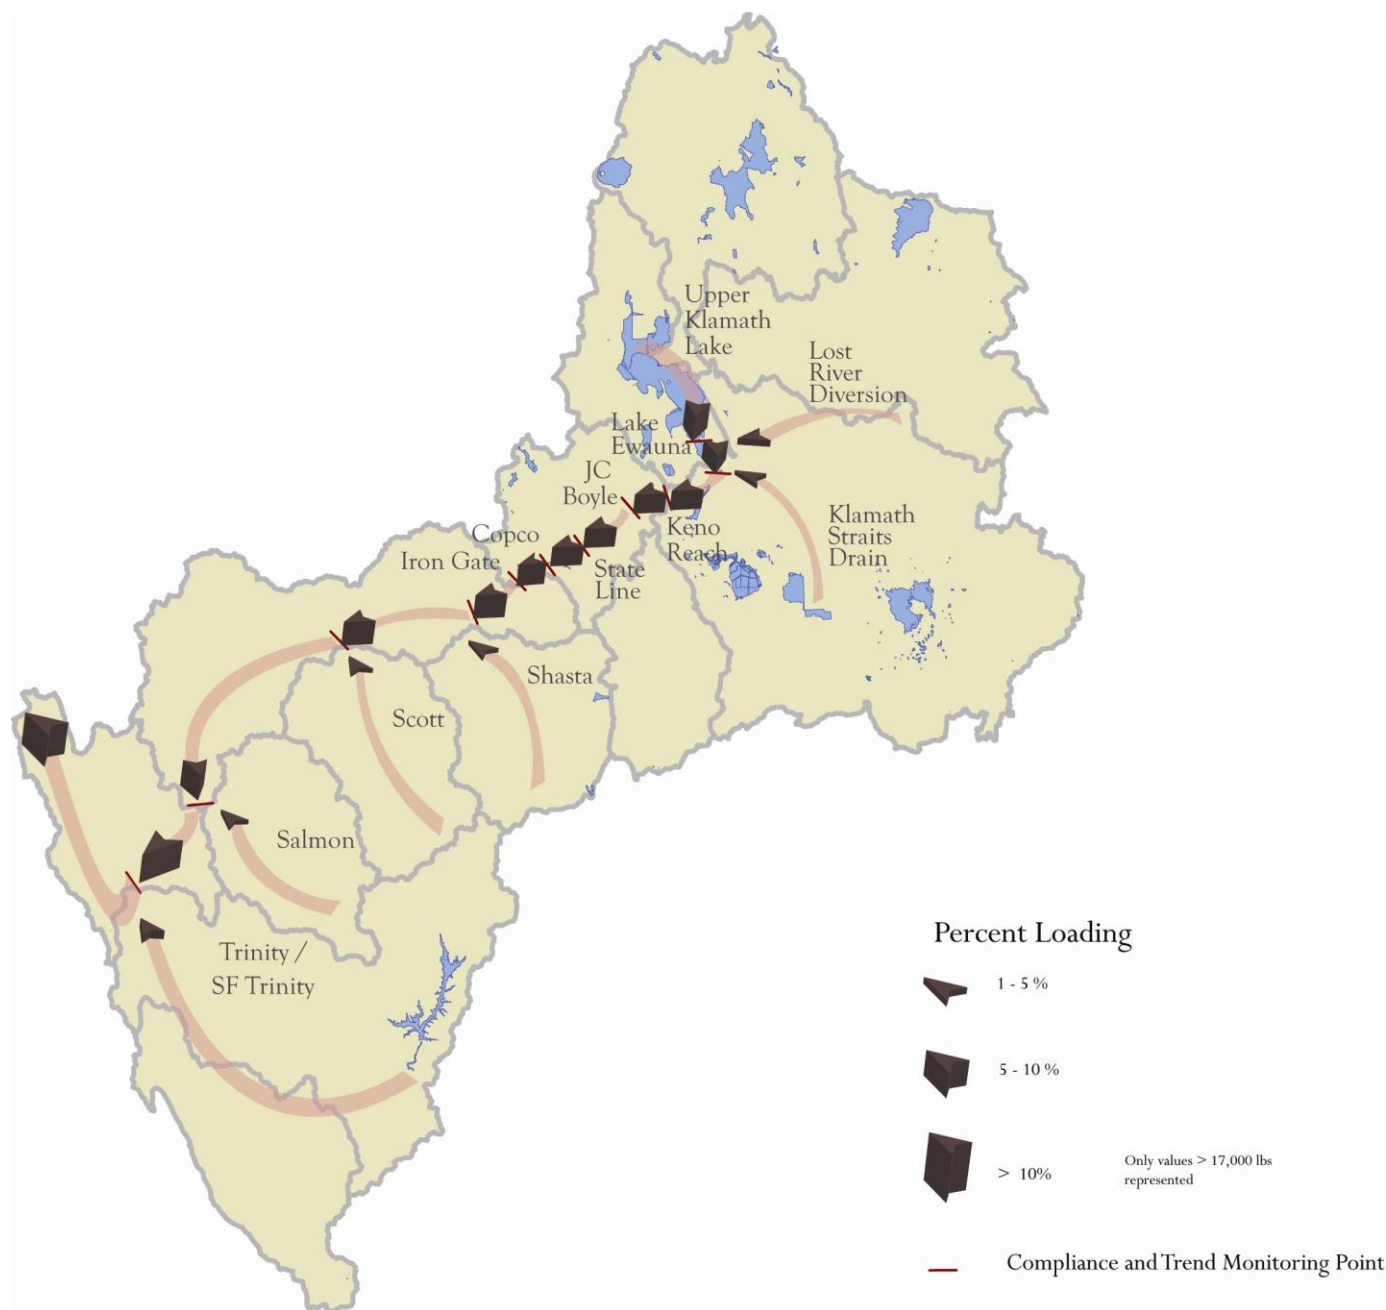 Upper
Klamath
Lake
Lost
River
Diversion
Lake
Ewauna
JC
Boyle
Klamath
Straits
Drain
Keno
Reach
Copco
Iron Gate
State
Line
Shasta
Scott
Salmon
Trinity /
SF Trinity
Percent Loading
1 - 5 %
5 - 10 %
> 10%
Only values > 17,000 lbs
represented
Compliance and Trend Monitoring Point